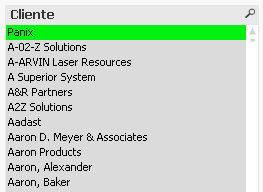 Cliente
Panix
A-02-Z Solutions
A-ARVIN Laser Resources
A Superior System
A&R Partners
A2Z Solutions
Aadast
Aaron D. Meyer & Associates
Aaron Products
Aaron, Alexander
Aaron, Baker